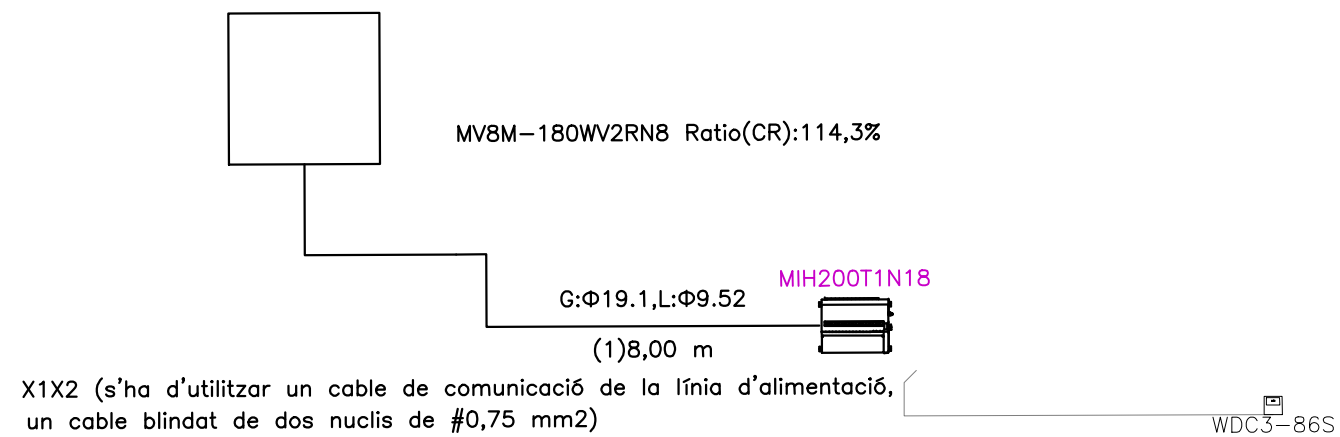 MV8M-180WV2RN8 Ratio(CR):114,3%
MIH200T1N18
G:Φ19.1,L:Φ9.52
(1)8,00 m
X1X2 (s'ha d'utilitzar un cable de comunicació de la línia d'alimentació,
un cable blindat de dos nuclis de #0,75 mm2)
WDC3-86S